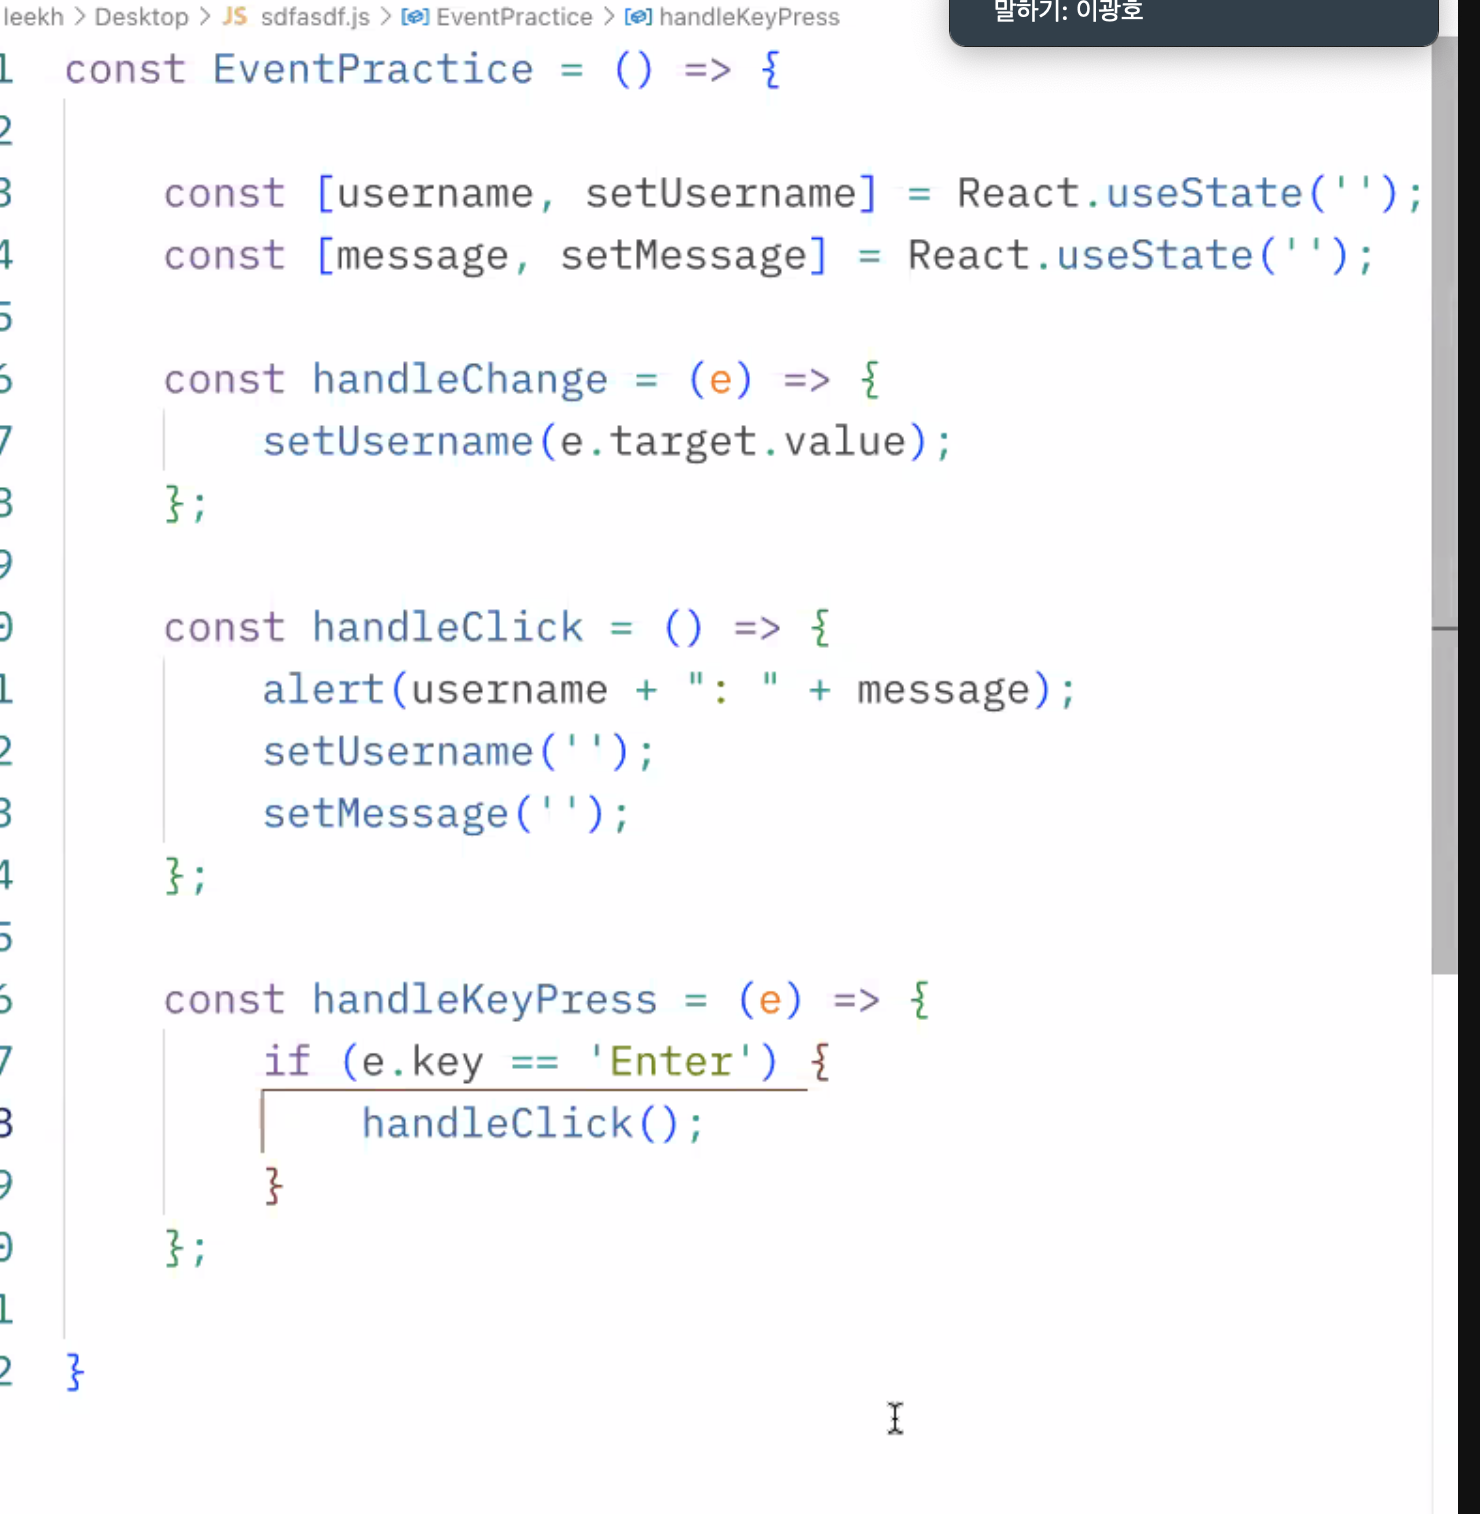 leekh > Desktop > JS sdfasdf.js > EventPractice > handleKeyPress
말하기: 이광호
1 const EventPractice = () => {
2
3 const [username, setUsername] = React.useState('');
4 const [message, setMessage] = React.useState('');
5
6 const handleChange = (e) => {
7 setUsername(e.target.value);
8 };
9
0 const handleClick = () => {
1 alert(username + ": " + message);
2 setUsername('');
3 setMessage('');
4 };
5
6 const handleKeyPress = (e) => {
7 if (e.key == 'Enter') {
8 handleClick();
9 }
0 };
1
2 }